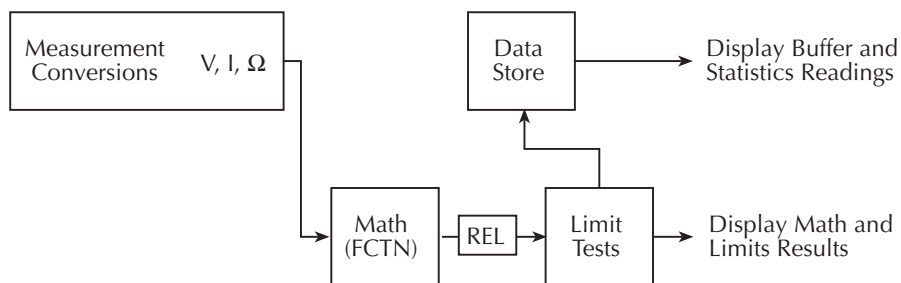 Measurement
Conversions
V, I, Ω
Data
Store
Display Buffer and
Statistics Readings
Math
(FCTN)
REL
Limit
Tests
Display Math and
Limits Results